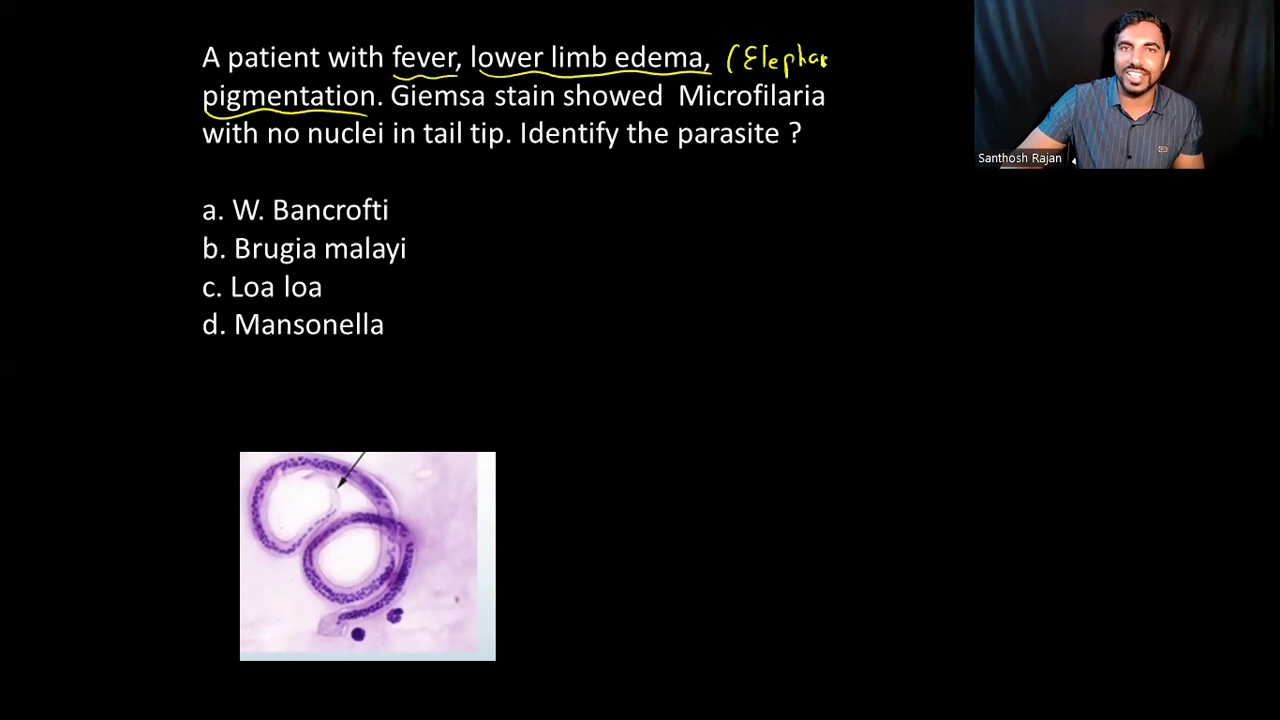 A patient with fever, lower limb edema, (Elephan
pigmentation. Giemsa stain showed Microfilaria
with no nuclei in tail tip. Identify the parasite ?
a. W. Bancrofti
b. Brugia malayi
c. Loa loa
d. Mansonella
Santhosh Rajan